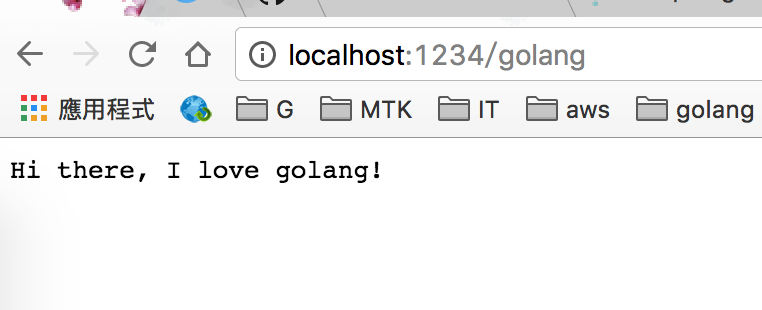 localhost:1234/golang
應用程式 G MTK IT aws golang
Hi there, I love golang!